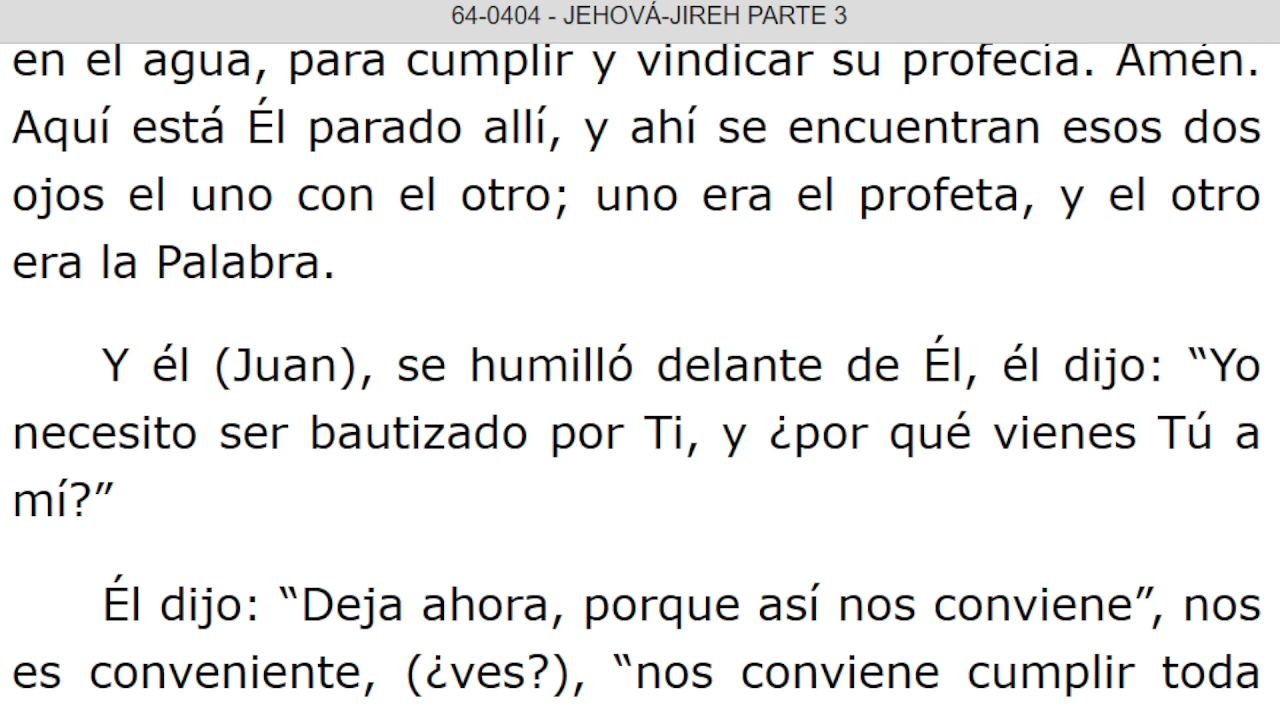 64-0404 - JEHOVÁ-JIREH PARTE 3
en el agua, para cumplir y vindicar su profecía. Amén.
Aquí está Él parado allí, y ahí se encuentran esos dos
ojos el uno con el otro; uno era el profeta, y el otro
era la Palabra.
Y él (Juan), se humilló delante de Él, él dijo: “Yo
necesito ser bautizado por Ti, y ¿por qué vienes Tú a
mí?”
Él dijo: “Deja ahora, porque así nos conviene”, nos
es conveniente, (¿ves?), “nos conviene cumplir toda